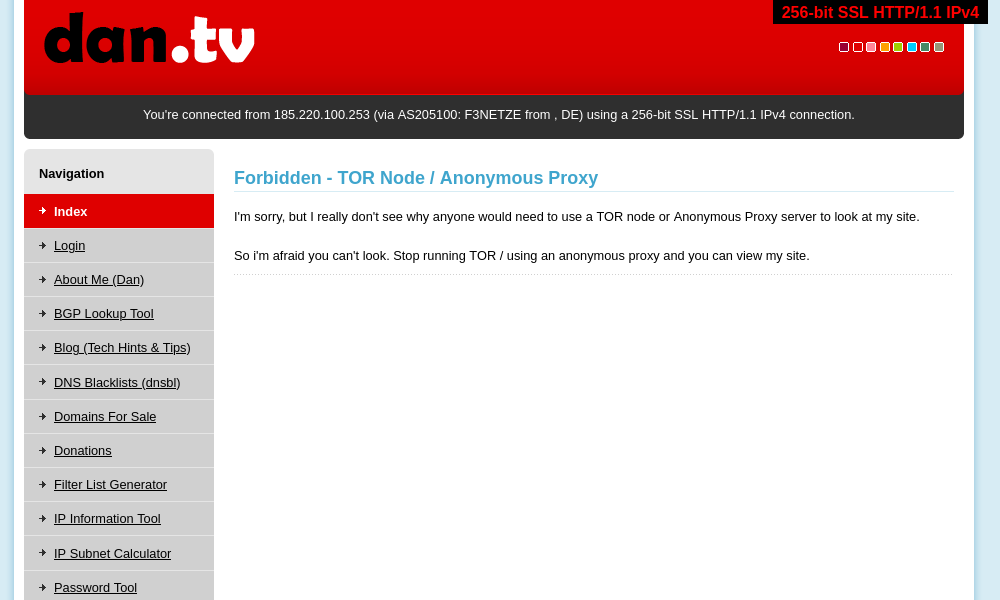 256-bit SSL HTTP/1.1 IPv4
dan.tv
You're connected from 185.220.100.253 (via AS205100: F3NETZE from , DE) using a 256-bit SSL HTTP/1.1 IPv4 connection.
Navigation
Index
Login
About Me (Dan)
BGP Lookup Tool
Blog (Tech Hints & Tips)
DNS Blacklists (dnsbl)
Domains For Sale
Donations
Filter List Generator
IP Information Tool
IP Subnet Calculator
Password Tool
Forbidden - TOR Node / Anonymous Proxy
I'm sorry, but I really don't see why anyone would need to use a TOR node or Anonymous Proxy server to look at my site.
So i'm afraid you can't look. Stop running TOR / using an anonymous proxy and you can view my site.